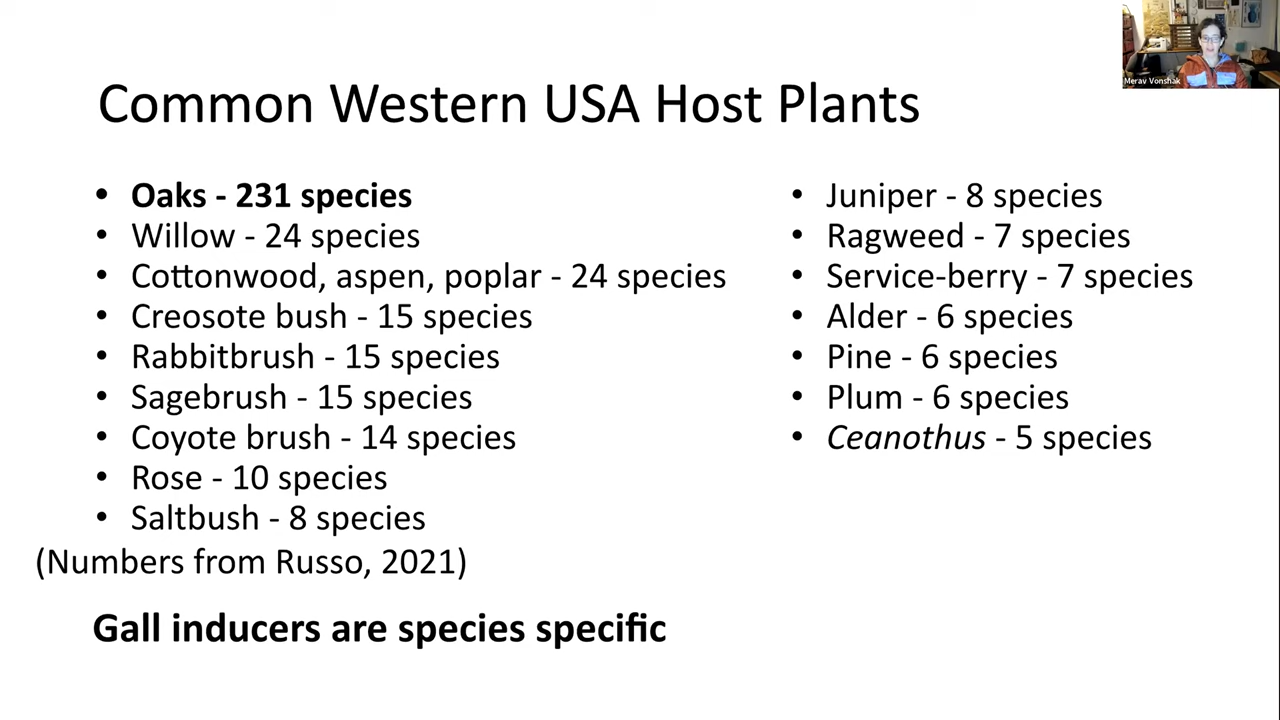 Merav Vonshak
Common Western USA Host Plants
• Oaks - 231 species
• Willow - 24 species
• Cottonwood, aspen, poplar - 24 species
• Creosote bush - 15 species
• Rabbitbrush - 15 species
• Sagebrush - 15 species
• Coyote brush - 14 species
• Rose - 10 species
• Saltbush - 8 species
(Numbers from Russo, 2021)
• Juniper - 8 species
• Ragweed - 7 species
• Service-berry - 7 species
• Alder - 6 species
• Pine - 6 species
• Plum - 6 species
• Ceanothus - 5 species
Gall inducers are species specific